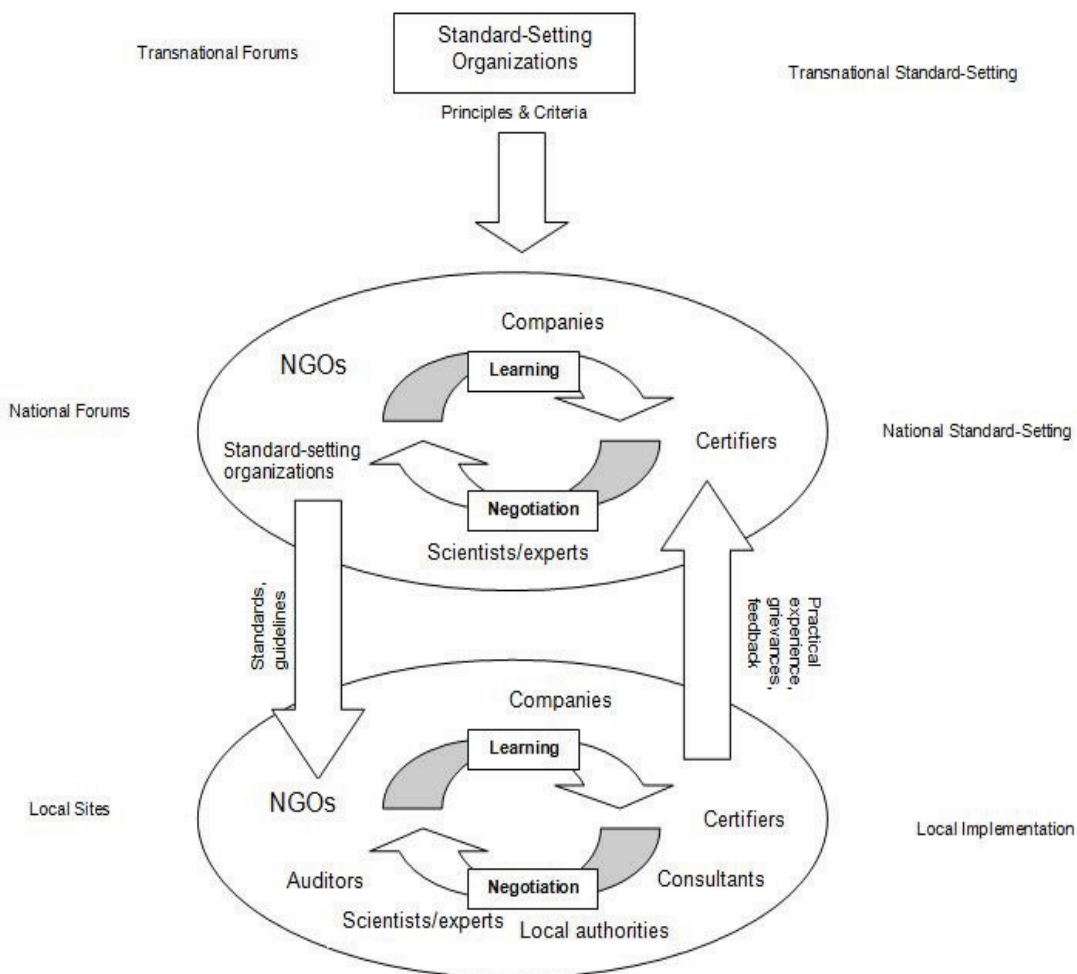 Transnational Forums
Standard-Setting
Organizations
Transnational Standard-Setting
Principles & Criteria
Companies
NGOs
Learning
National Forums
National Standard-Setting
Certifiers
Standard-setting
organizations
Negotiation
Scientists/experts
Standards,
guidelines
Practical
experience,
grievances,
feedback
Companies
Learning
NGOs
Local Sites
Certifiers
Local Implementation
Auditors
Negotiation
Consultants
Scientists/experts
Local authorities